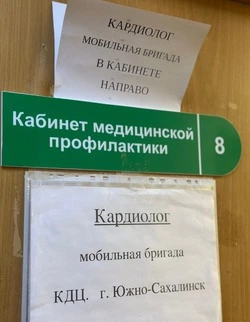 КАРДИОЛОГ
МОБИЛЬНАЯ БРИГАДА
В КАБИНЕТЕ
НАПРАВО
Кабинет медицинской
профилактики
8
Кардиолог
мобильная бригада
КДЦ. г. Южно-Сахалинск